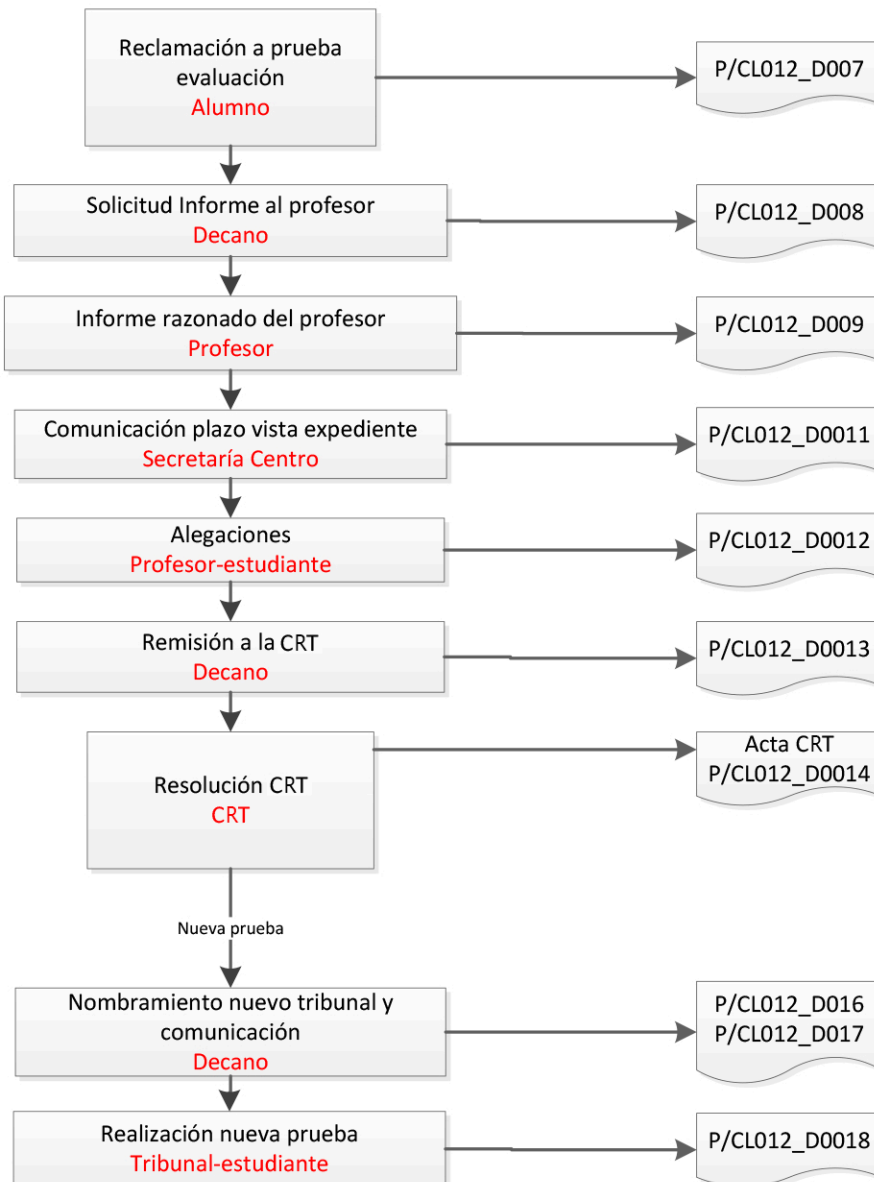 Reclamación a prueba
evaluación
Alumno
P/CL012_D007
Solicitud Informe al profesor
Decano
P/CL012_D008
Informe razonado del profesor
Profesor
P/CL012_D009
Comunicación plazo vista expediente
Secretaría Centro
P/CL012_D0011
Alegaciones
Profesor-estudiante
P/CL012_D0012
Remisión a la CRT
Decano
P/CL012_D0013
Resolución CRT
CRT
Acta CRT
P/CL012_D0014
Nueva prueba
Nombramiento nuevo tribunal y
comunicación
Decano
P/CL012_D016
P/CL012_D017
Realización nueva prueba
Tribunal-estudiante
P/CL012_D0018